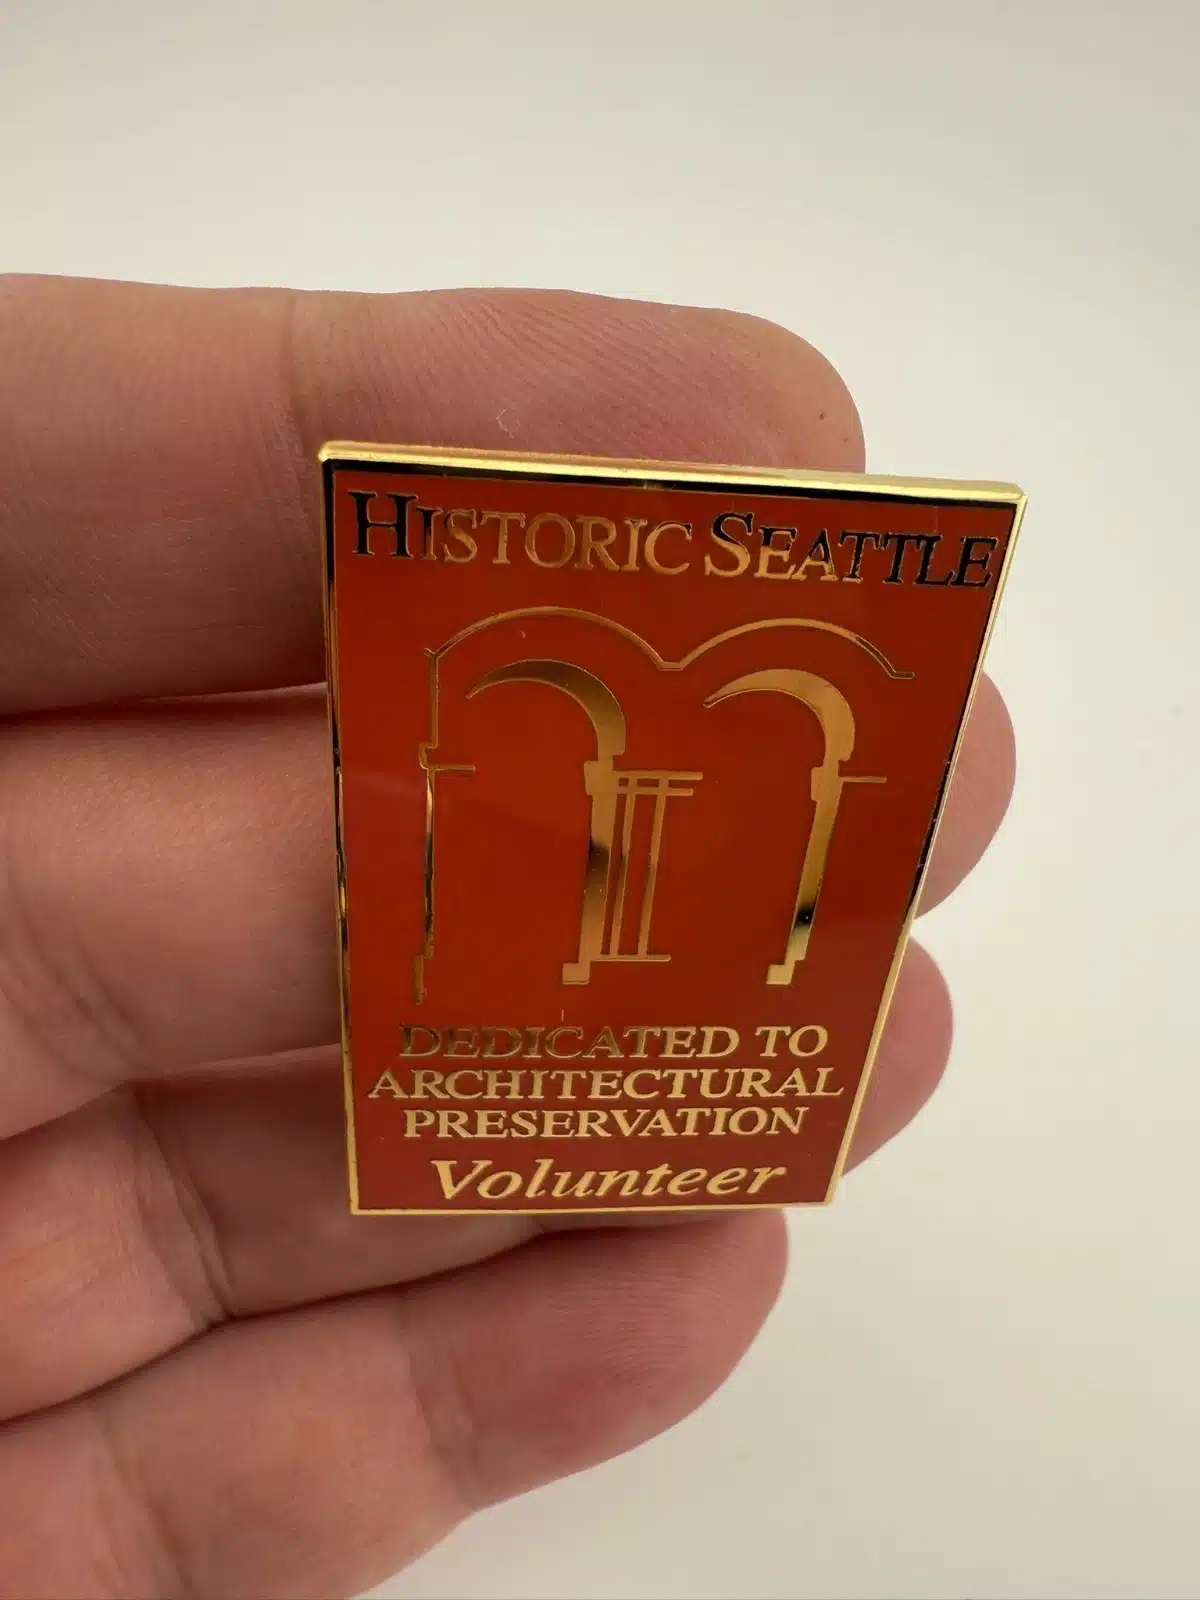 HISTORIC SEATTLE
DEDICATED TO
ARCHITECTURAL
PRESERVATION
Volunteer